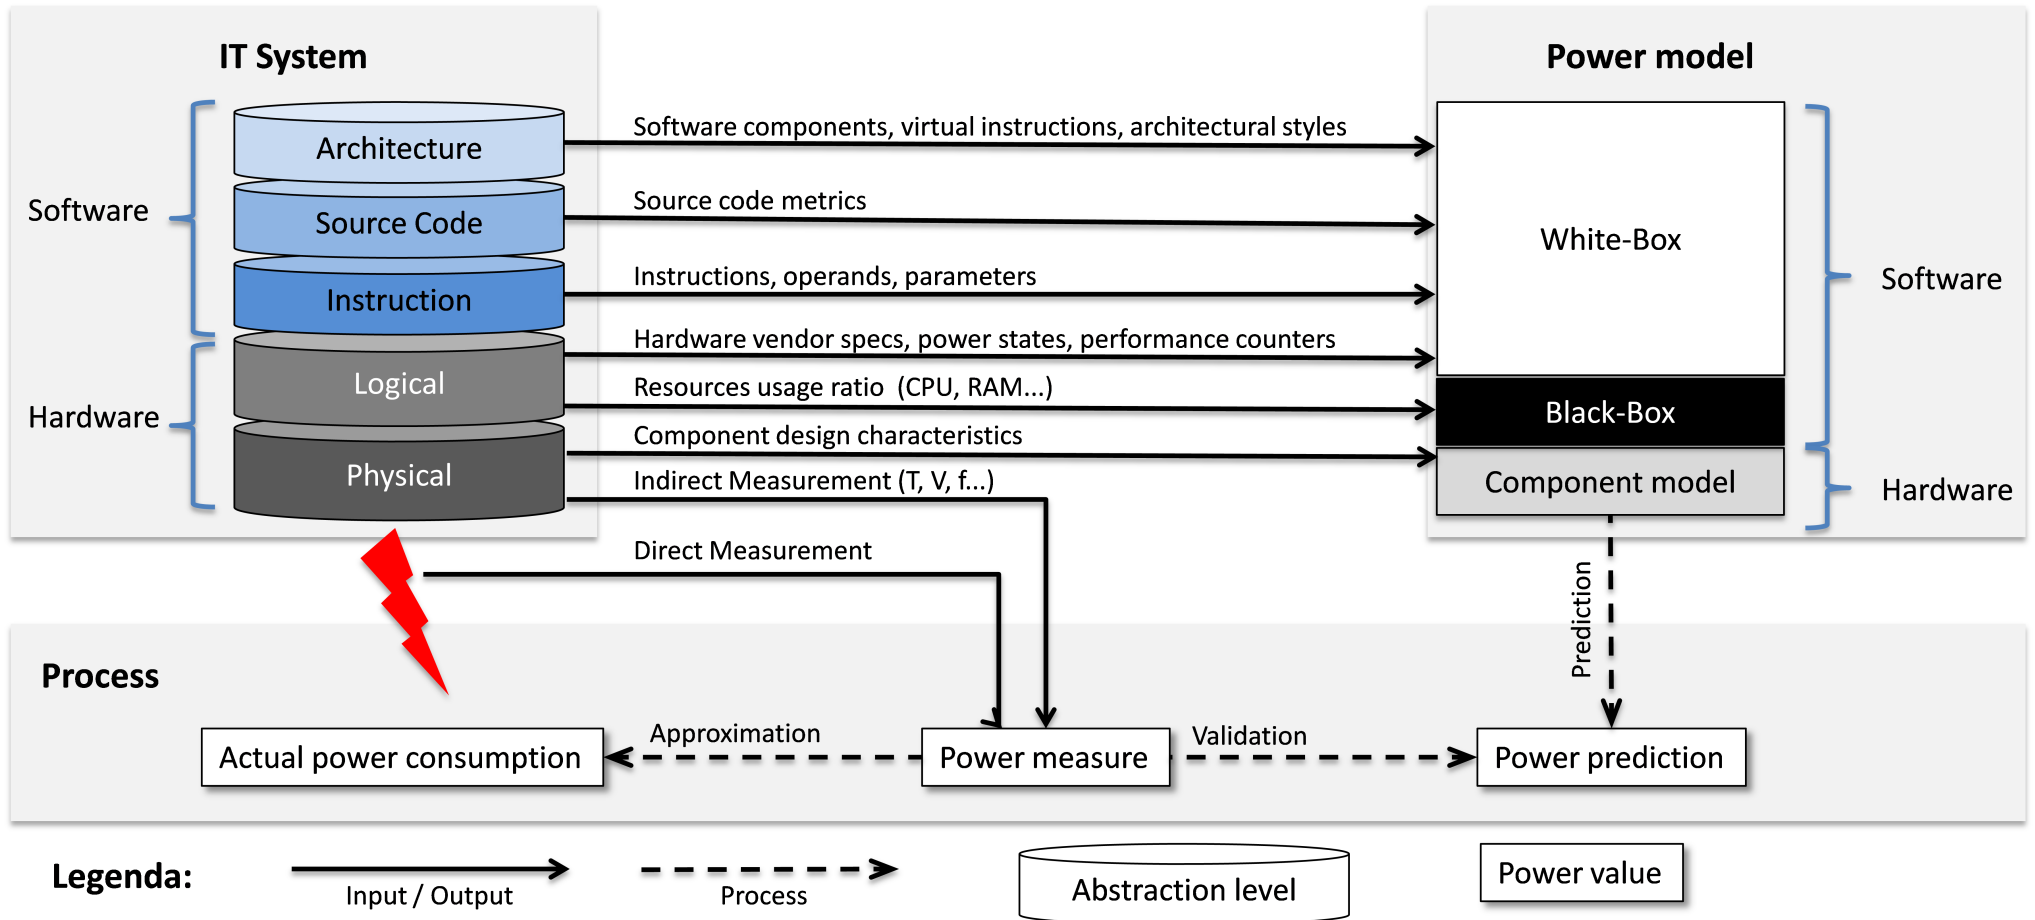 IT System
Power model
Software
Hardware
Architecture
Source Code
Instruction
Logical
Physical
Software components, virtual instructions, architectural styles
Source code metrics
Instructions, operands, parameters
Hardware vendor specs, power states, performance counters
Resources usage ratio (CPU, RAM...)
Component design characteristics
Indirect Measurement (T, V, f...)
Direct Measurement
White-Box
Black-Box
Component model
Software
Hardware
Prediction
Process
Actual power consumption
Approximation
Power measure
Validation
Power prediction
Legenda:
Input / Output
Process
Abstraction level
Power value